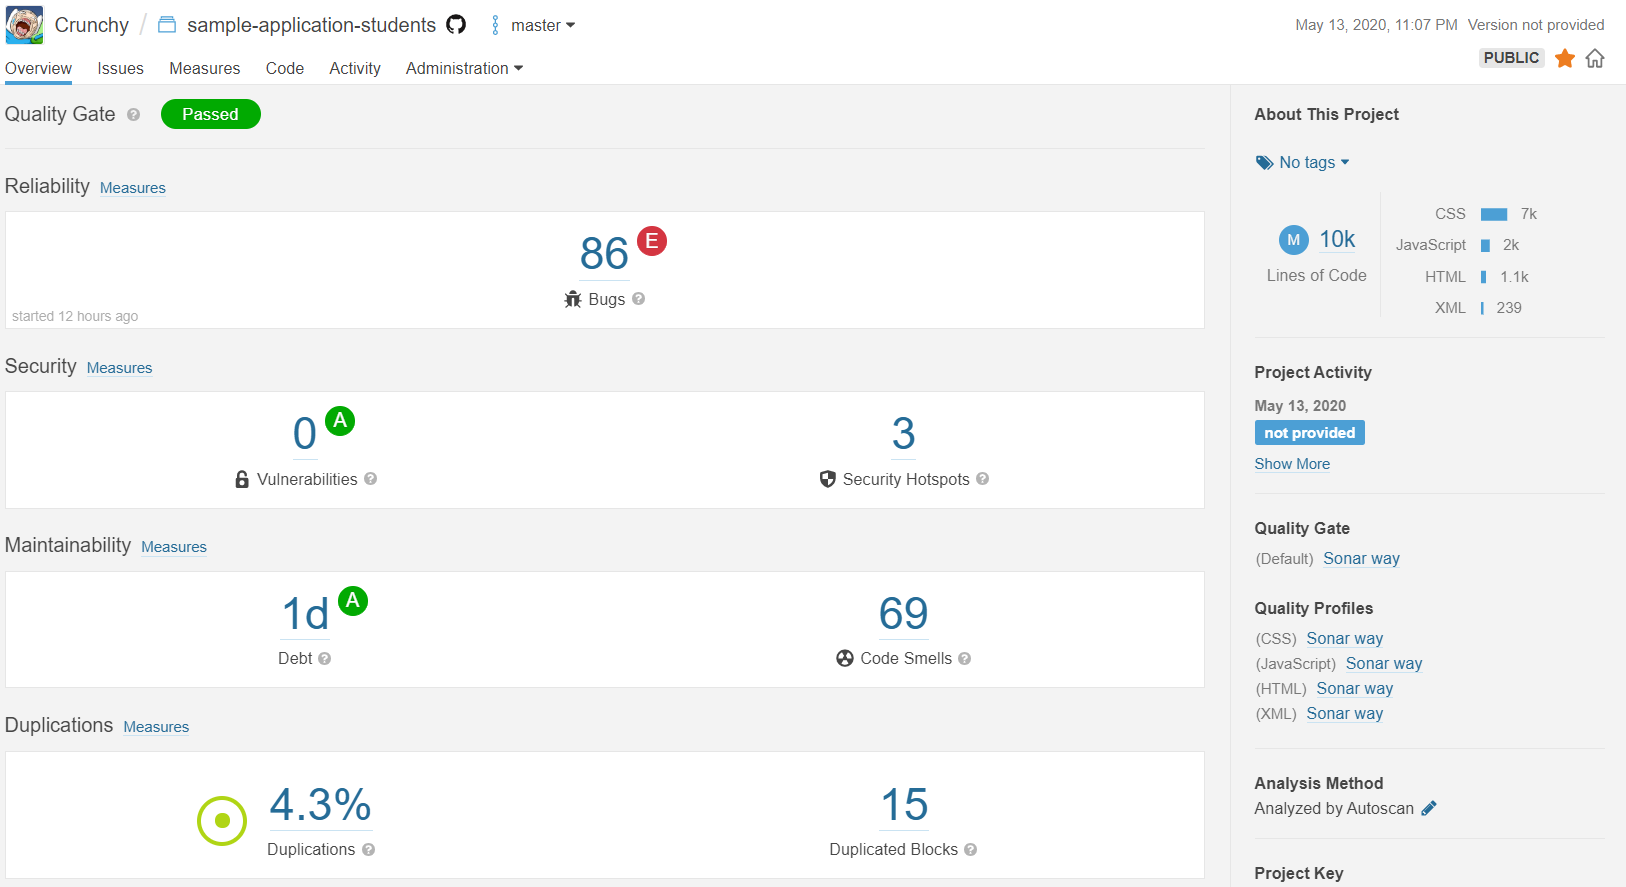 Crunchy / sample-application-students master
May 13, 2020, 11:07 PM Version not provided
Overview Issues Measures Code Activity Administration
PUBLIC
Quality Gate ? Passed
Reliability Measures
86 E
Bugs ?
started 12 hours ago
Security Measures
0 A
Vulnerabilities ?
3
Security Hotspots ?
Maintainability Measures
1d A
Debt ?
69
Code Smells ?
Duplications Measures
4.3%
Duplications ?
15
Duplicated Blocks ?
About This Project
No tags
M 10k
Lines of Code
CSS 7k
JavaScript 2k
HTML 1.1k
XML 239
Project Activity
May 13, 2020
not provided
Show More
Quality Gate
(Default) Sonar way
Quality Profiles
(CSS) Sonar way
(JavaScript) Sonar way
(HTML) Sonar way
(XML) Sonar way
Analysis Method
Analyzed by Autoscan
Project Key